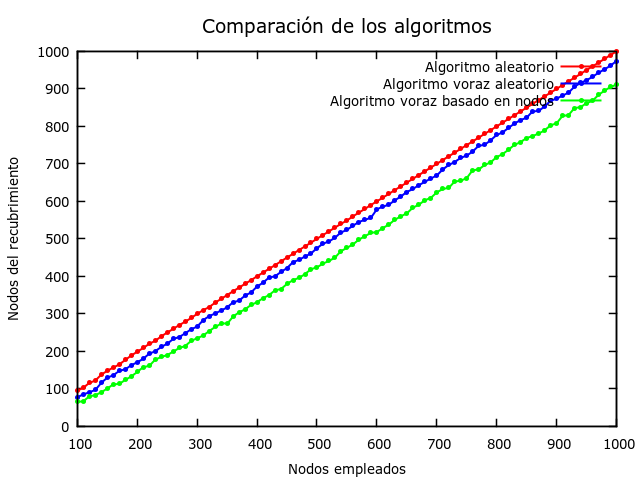 Comparación de los algoritmos
Algoritmo aleatorio
Algoritmo voraz aleatorio
Algoritmo voraz basado en nodos
1000
900
800
700
600
500
400
300
200
100
0
100 200 300 400 500 600 700 800 900 1000
Nodos del recubrimiento
Nodos empleados